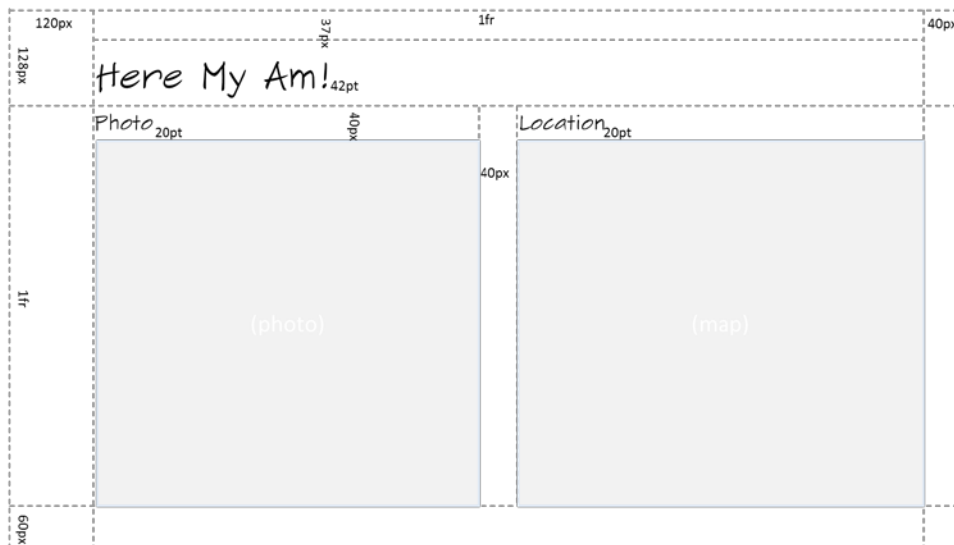 120px 37px 1fr 40px
128px
Here My Am! 42pt
Photo 20pt 40px Location 20pt
40px
1fr
(photo) (map)
60px